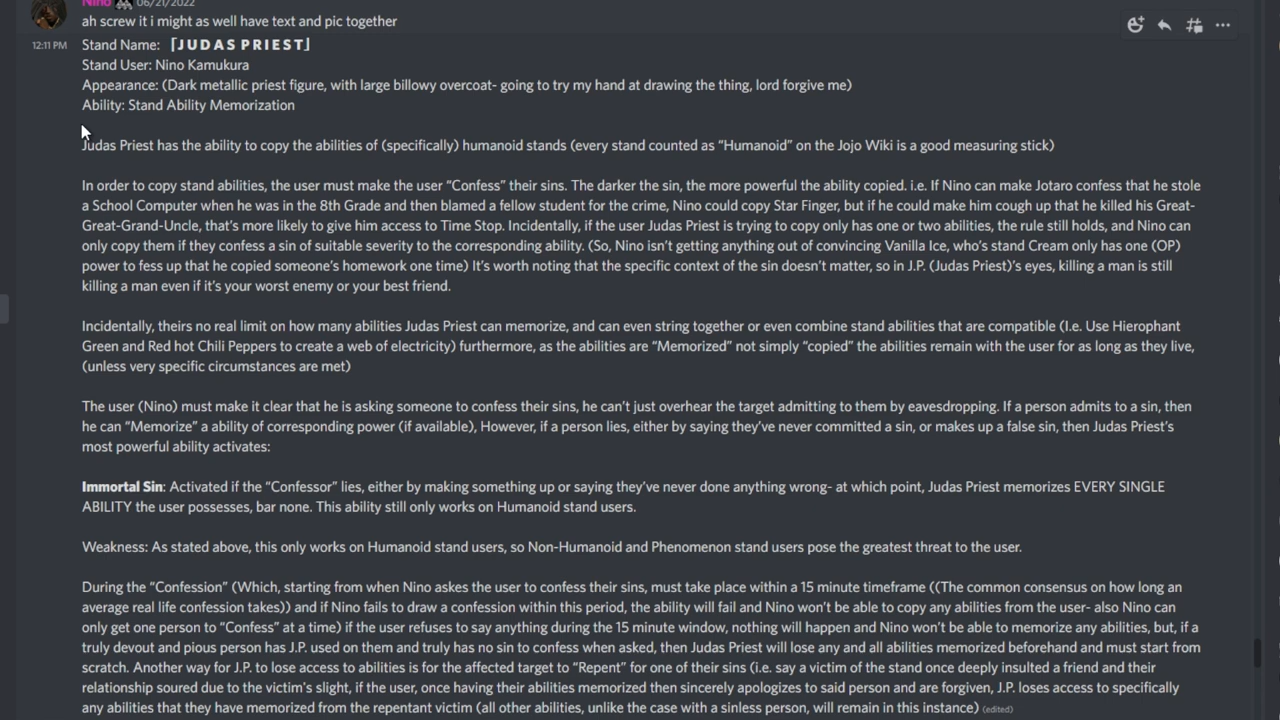 Nino 06/21/2022
ah screw it i might as well have text and pic together
12:11 PM Stand Name: 「J U D A S P R I E S T」
Stand User: Nino Kamukura
Appearance: (Dark metallic priest figure, with large billowy overcoat- going to try my hand at drawing the thing, lord forgive me)
Ability: Stand Ability Memorization
Judas Priest has the ability to copy the abilities of (specifically) humanoid stands (every stand counted as “Humanoid” on the Jojo Wiki is a good measuring stick)
In order to copy stand abilities, the user must make the user “Confess” their sins. The darker the sin, the more powerful the ability copied. i.e. If Nino can make Jotaro confess that he stole
a School Computer when he was in the 8th Grade and then blamed a fellow student for the crime, Nino could copy Star Finger, but if he could make him cough up that he killed his Great-
Great-Grand-Uncle, that’s more likely to give him access to Time Stop. Incidentally, if the user Judas Priest is trying to copy only has one or two abilities, the rule still holds, and Nino can
only copy them if they confess a sin of suitable severity to the corresponding ability. (So, Nino isn’t getting anything out of convincing Vanilla Ice, who’s stand Cream only has one (OP)
power to fess up that he copied someone’s homework one time) It’s worth noting that the specific context of the sin doesn’t matter, so in J.P. (Judas Priest)’s eyes, killing a man is still
killing a man even if it’s your worst enemy or your best friend.
Incidentally, theirs no real limit on how many abilities Judas Priest can memorize, and can even string together or even combine stand abilities that are compatible (I.e. Use Hierophant
Green and Red hot Chili Peppers to create a web of electricity) furthermore, as the abilities are “Memorized” not simply “copied” the abilities remain with the user for as long as they live,
(unless very specific circumstances are met)
The user (Nino) must make it clear that he is asking someone to confess their sins, he can’t just overhear the target admitting to them by eavesdropping. If a person admits to a sin, then
he can “Memorize” a ability of corresponding power (if available), However, if a person lies, either by saying they’ve never committed a sin, or makes up a false sin, then Judas Priest’s
most powerful ability activates:
Immortal Sin: Activated if the “Confessor” lies, either by making something up or saying they’ve never done anything wrong- at which point, Judas Priest memorizes EVERY SINGLE
ABILITY the user possesses, bar none. This ability still only works on Humanoid stand users.
Weakness: As stated above, this only works on Humanoid stand users, so Non-Humanoid and Phenomenon stand users pose the greatest threat to the user.
During the “Confession” (Which, starting from when Nino asks the user to confess their sins, must take place within a 15 minute timeframe ((The common consensus on how long an
average real life confession takes)) and if Nino fails to draw a confession within this period, the ability will fail and Nino won’t be able to copy any abilities from the user- also Nino can
only get one person to “Confess” at a time) if the user refuses to say anything during the 15 minute window, nothing will happen and Nino won’t be able to memorize any abilities, but, if a
truly devout and pious person has J.P. used on them and truly has no sin to confess when asked, then Judas Priest will lose any and all abilities memorized beforehand and must start from
scratch. Another way for J.P. to lose access to abilities is for the affected target to “Repent” for one of their sins (i.e. say a victim of the stand once deeply insulted a friend and their
relationship soured due to the victim’s slight, if the user, once having their abilities memorized then sincerely apologizes to said person and are forgiven, J.P. loses access to specifically
any abilities that they have memorized from the repentant victim (all other abilities, unlike the case with a sinless person, will remain in this instance) (edited)